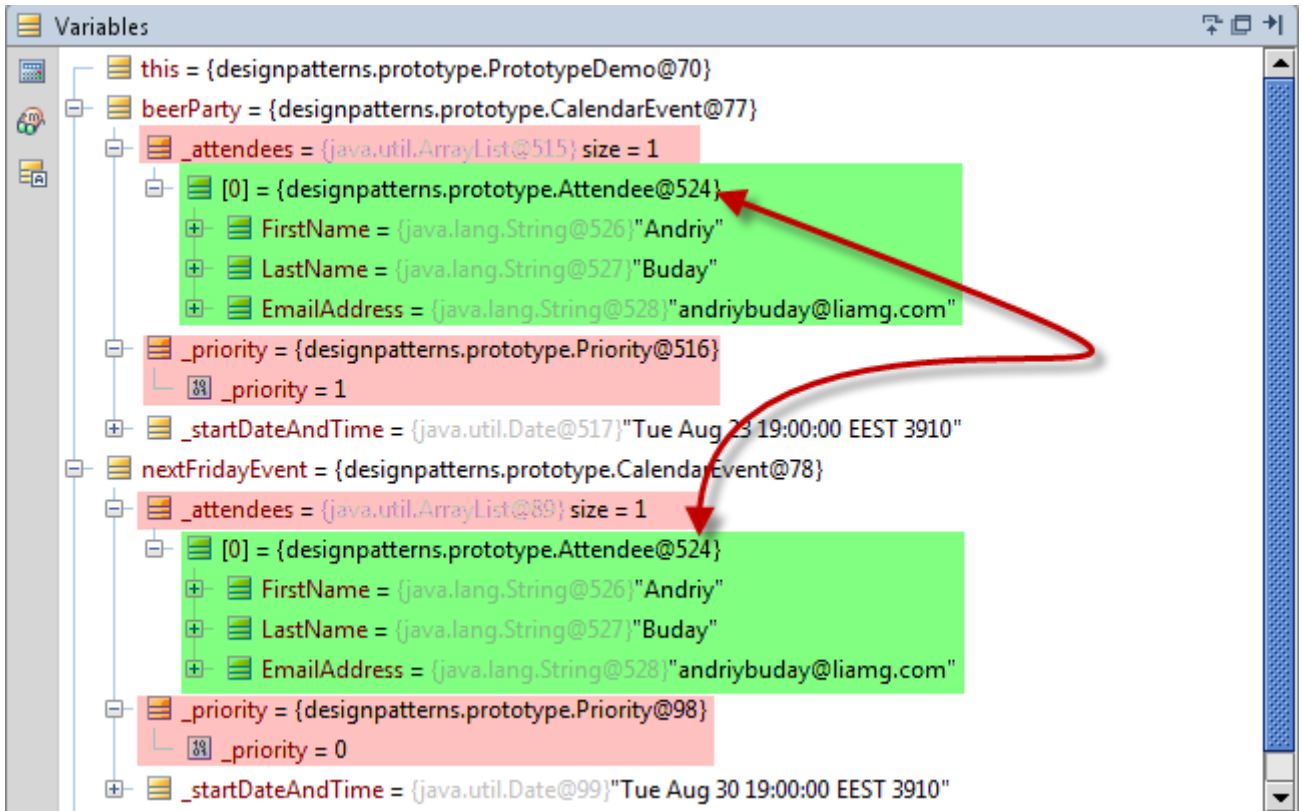 Variables
this = {designpatterns.prototype.PrototypeDemo@70}
beerParty = {designpatterns.prototype.CalendarEvent@77}
_attendees = {java.util.ArrayList@515} size = 1
[0] = {designpatterns.prototype.Attendee@524}
FirstName = {java.lang.String@526}"Andriy"
LastName = {java.lang.String@527}"Buday"
EmailAddress = {java.lang.String@528}"andriybuday@liamg.com"
_priority = {designpatterns.prototype.Priority@516}
_priority = 1
_startDateAndTime = {java.util.Date@517}"Tue Aug 23 19:00:00 EEST 3910"
nextFridayEvent = {designpatterns.prototype.CalendarEvent@78}
_attendees = {java.util.ArrayList@89} size = 1
[0] = {designpatterns.prototype.Attendee@524}
FirstName = {java.lang.String@526}"Andriy"
LastName = {java.lang.String@527}"Buday"
EmailAddress = {java.lang.String@528}"andriybuday@liamg.com"
_priority = {designpatterns.prototype.Priority@98}
_priority = 0
_startDateAndTime = {java.util.Date@99}"Tue Aug 30 19:00:00 EEST 3910"